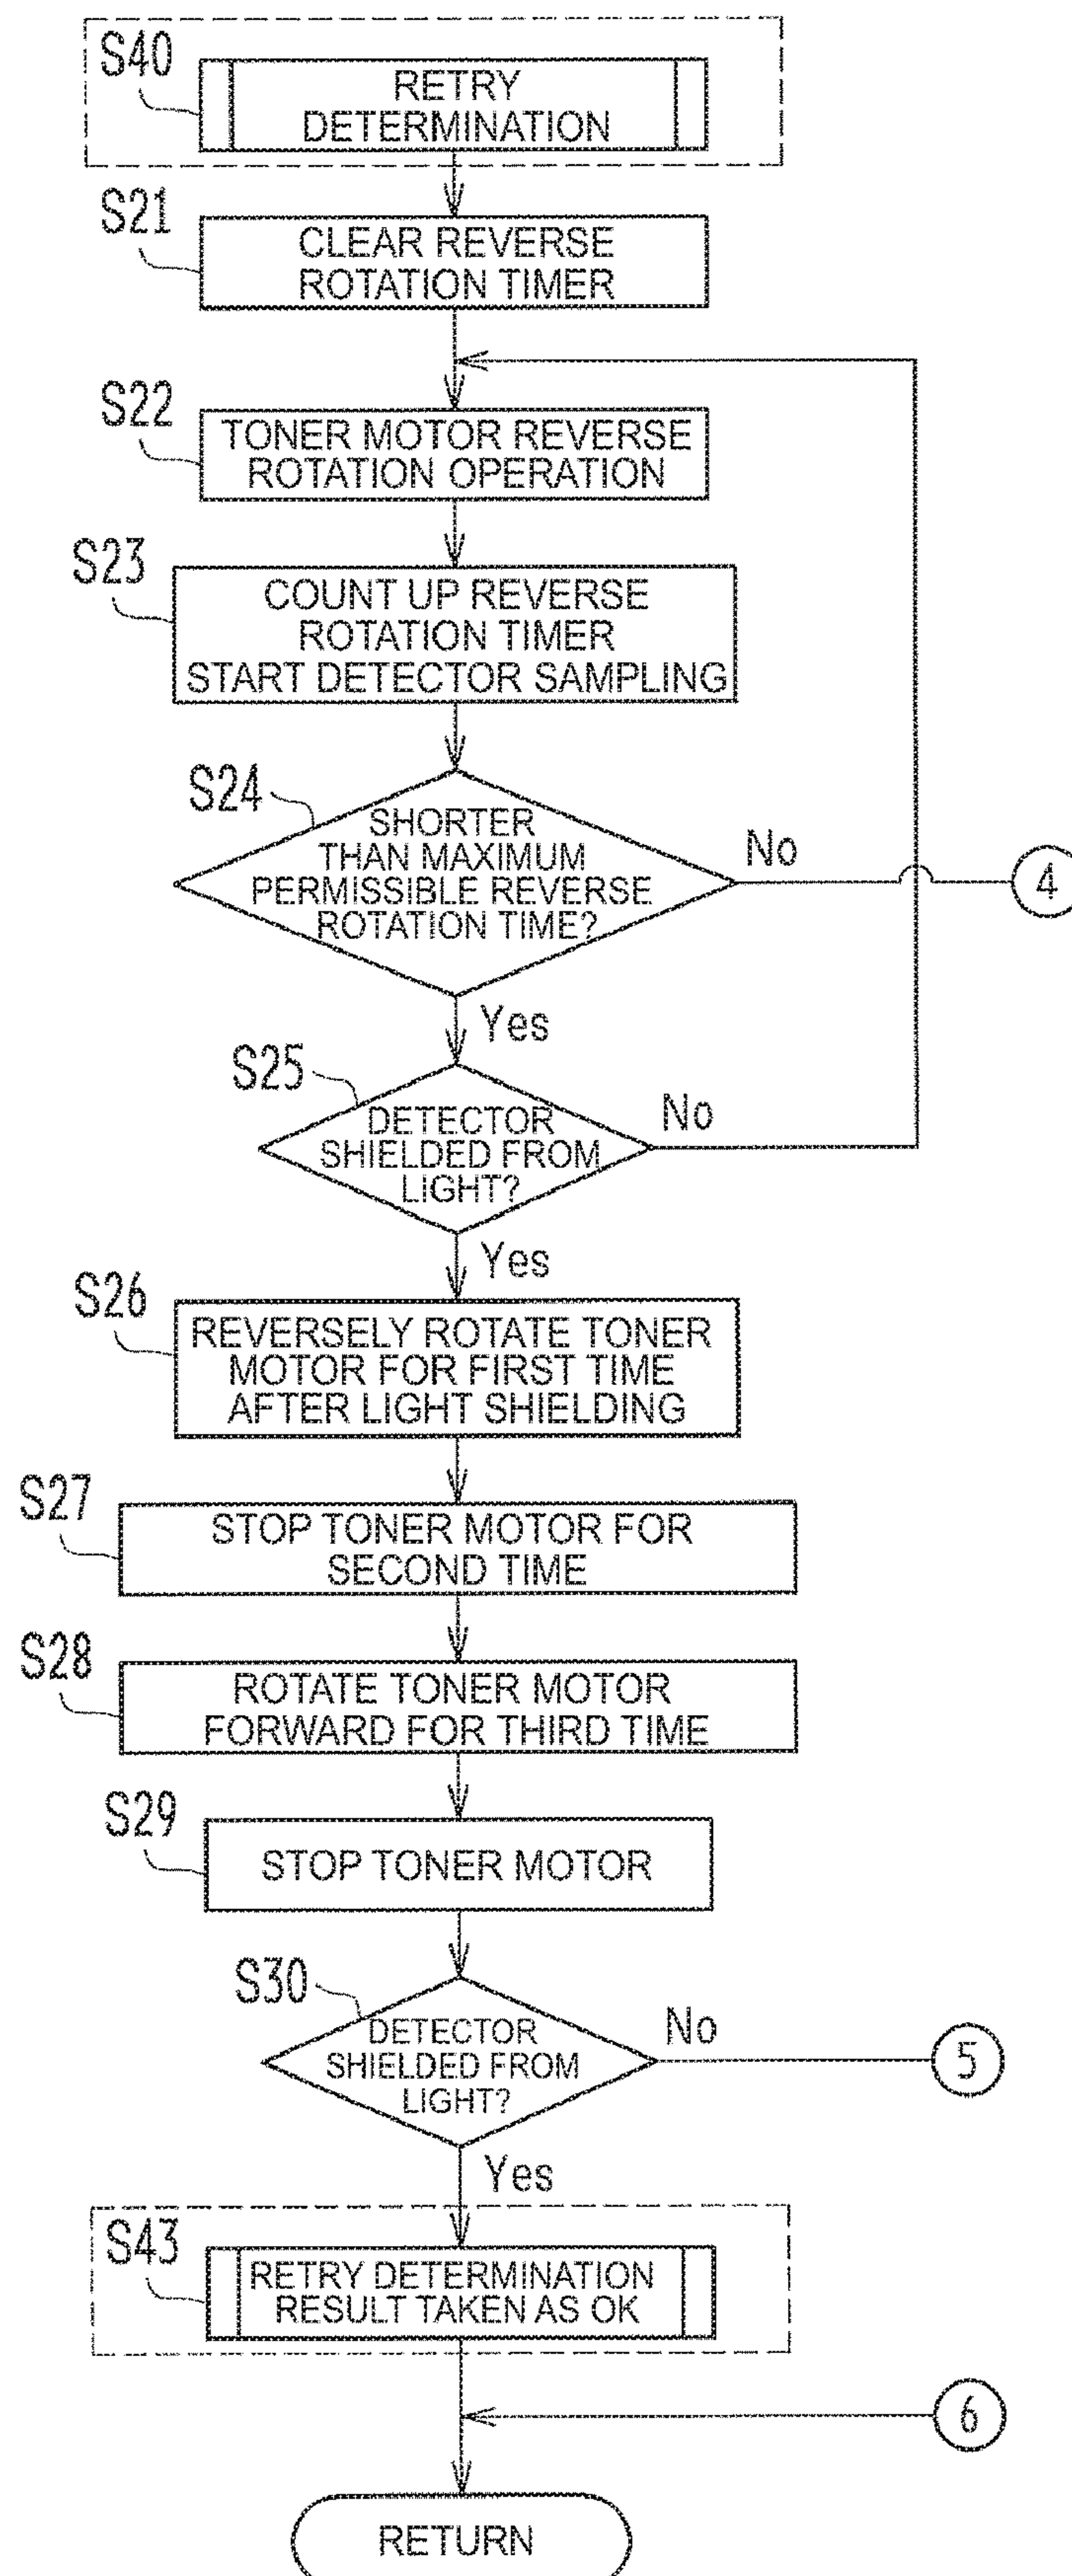 S40
RETRY
DETERMINATION
S21
CLEAR REVERSE
ROTATION TIMER
S22
TONER MOTOR REVERSE
ROTATION OPERATION
S23
COUNT UP REVERSE
ROTATION TIMER
START DETECTOR SAMPLING
S24
SHORTER
THAN MAXIMUM
PERMISSIBLE REVERSE
ROTATION TIME?
No
4
Yes
S25
DETECTOR
SHIELDED FROM
LIGHT?
No
Yes
S26
REVERSELY ROTATE TONER
MOTOR FOR FIRST TIME
AFTER LIGHT SHIELDING
S27
STOP TONER MOTOR FOR
SECOND TIME
S28
ROTATE TONER MOTOR
FORWARD FOR THIRD TIME
S29
STOP TONER MOTOR
S30
DETECTOR
SHIELDED FROM
LIGHT?
No
5
Yes
S43
RETRY DETERMINATION
RESULT TAKEN AS OK
6
RETURN